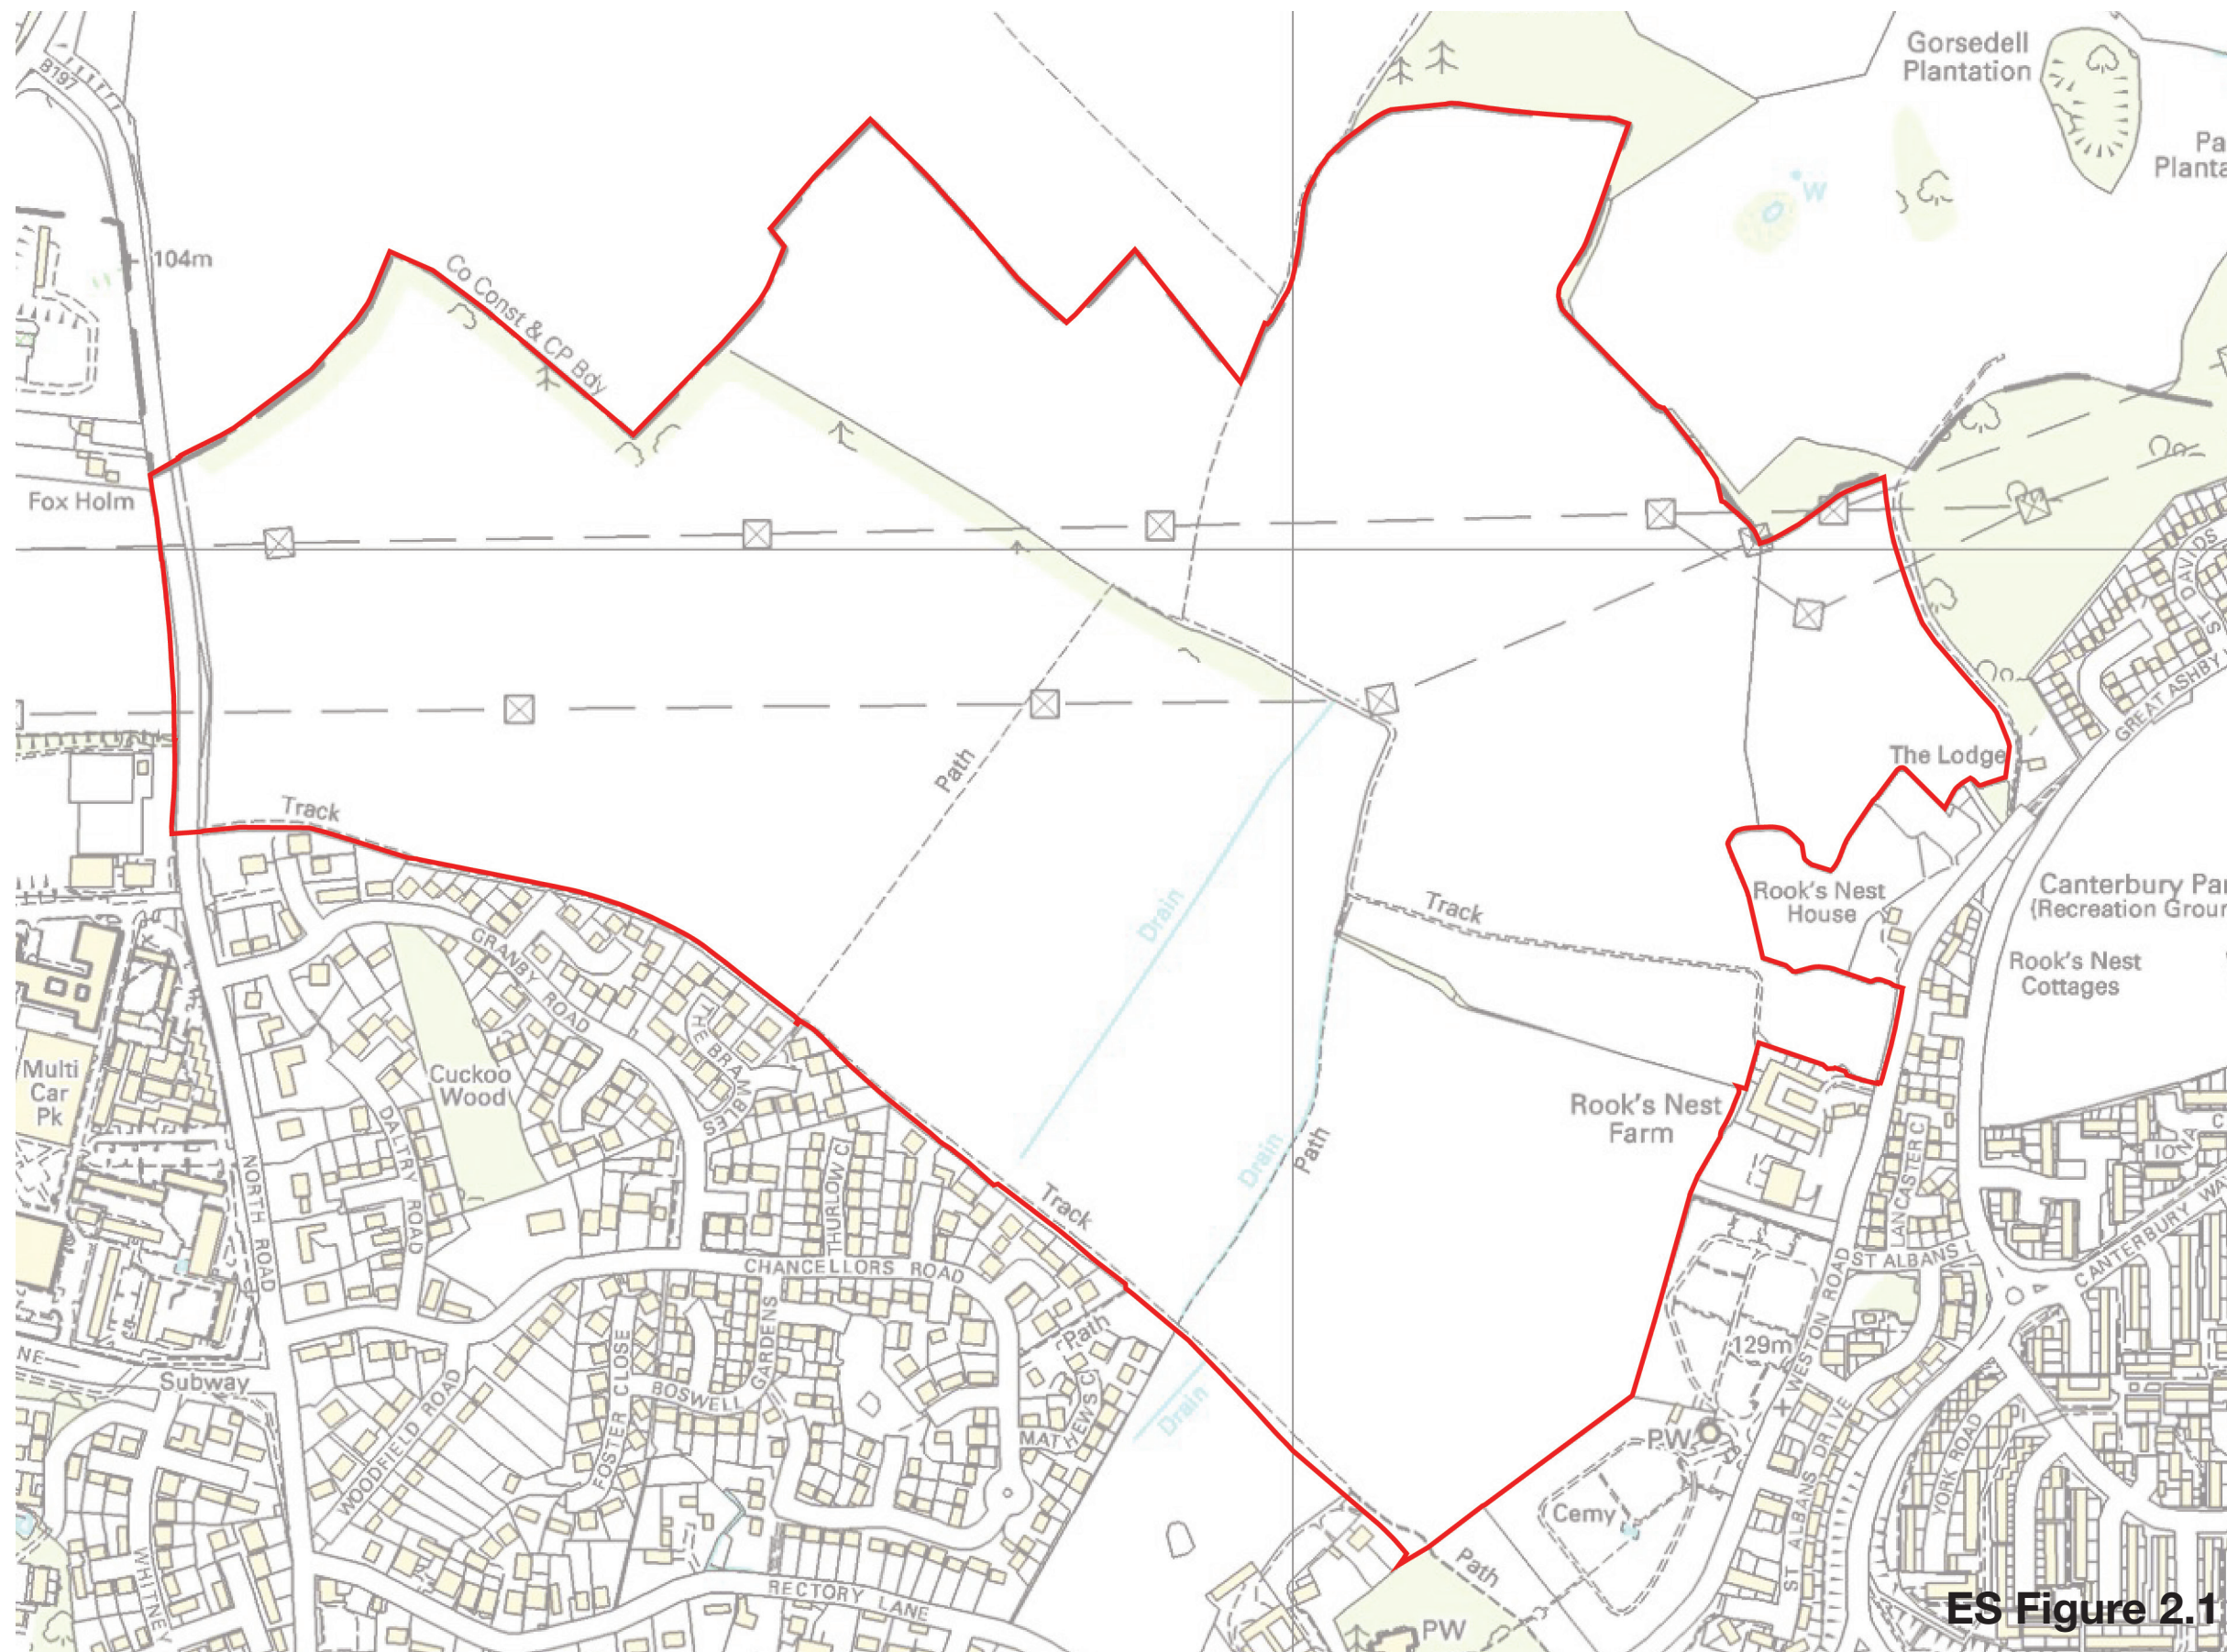 B197
Gorsedell
Plantation
Pa
Planta
W
104m
Co Const & CP Bdy
Fox Holm
DAVIDS
ST
GREAT ASHBY
The Lodge
Track
Path
Drain
Track
Rook's Nest
House
Canterbury Par
(Recreation Groun
Rook's Nest
Cottages
GRANBY ROAD
THE BRAMBLES
Multi
Car
Pk
Cuckoo
Wood
DALTRY ROAD
NORTH ROAD
THURLOW C
Drain
Path
Track
Rook's Nest
Farm
LANCASTER C
IONA
C
CANTERBURY WA
ST ALBANS L
CHANCELLORS ROAD
WESTON ROAD
129m
Path
NE
Subway
WOODFIELD ROAD
FOSTER CLOSE
BOSWELL
GARDENS
MATHEWS C
Drain
PW
Cemy
ST ALBANS DRIVE
YORK ROAD
WHITNEY
RECTORY LANE
Path
PW
ES Figure 2.1